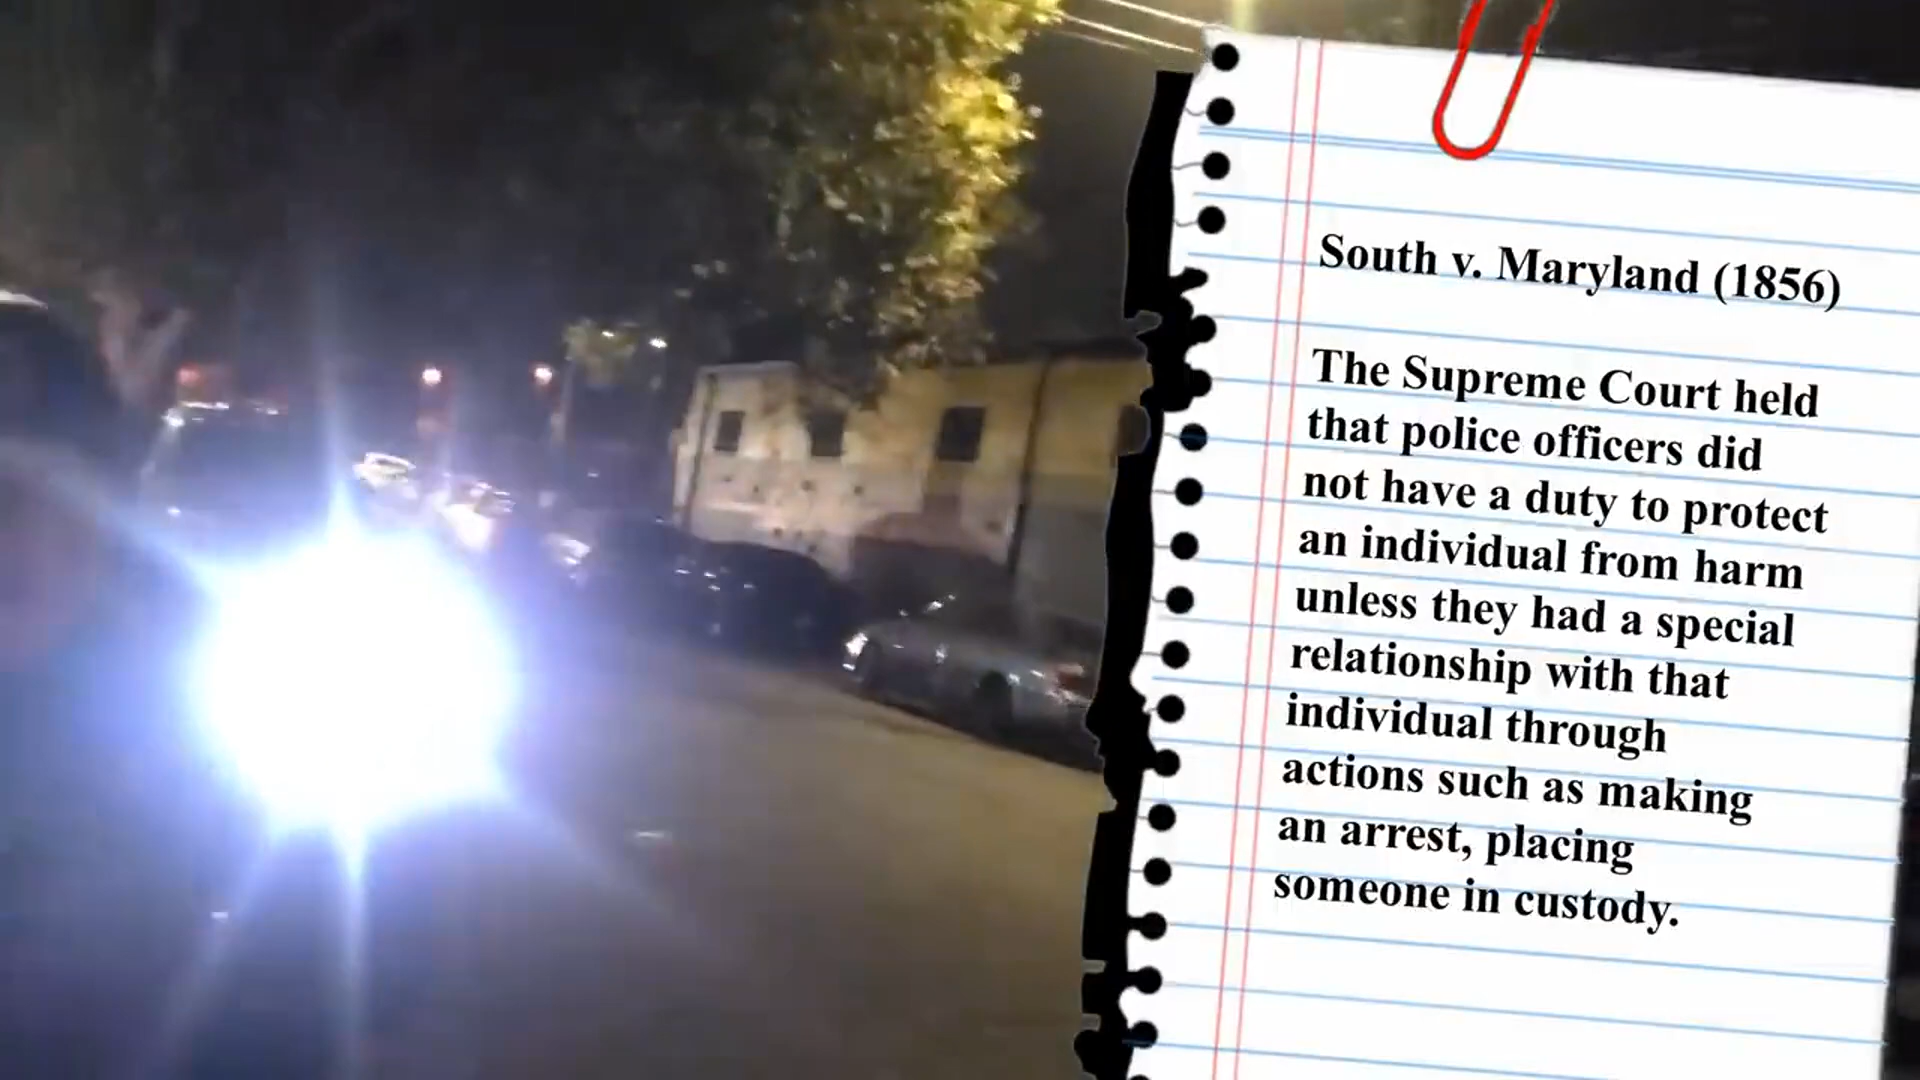 South v. Maryland (1856)
The Supreme Court held
that police officers did
not have a duty to protect
an individual from harm
unless they had a special
relationship with that
individual through
actions such as making
an arrest, placing
someone in custody.